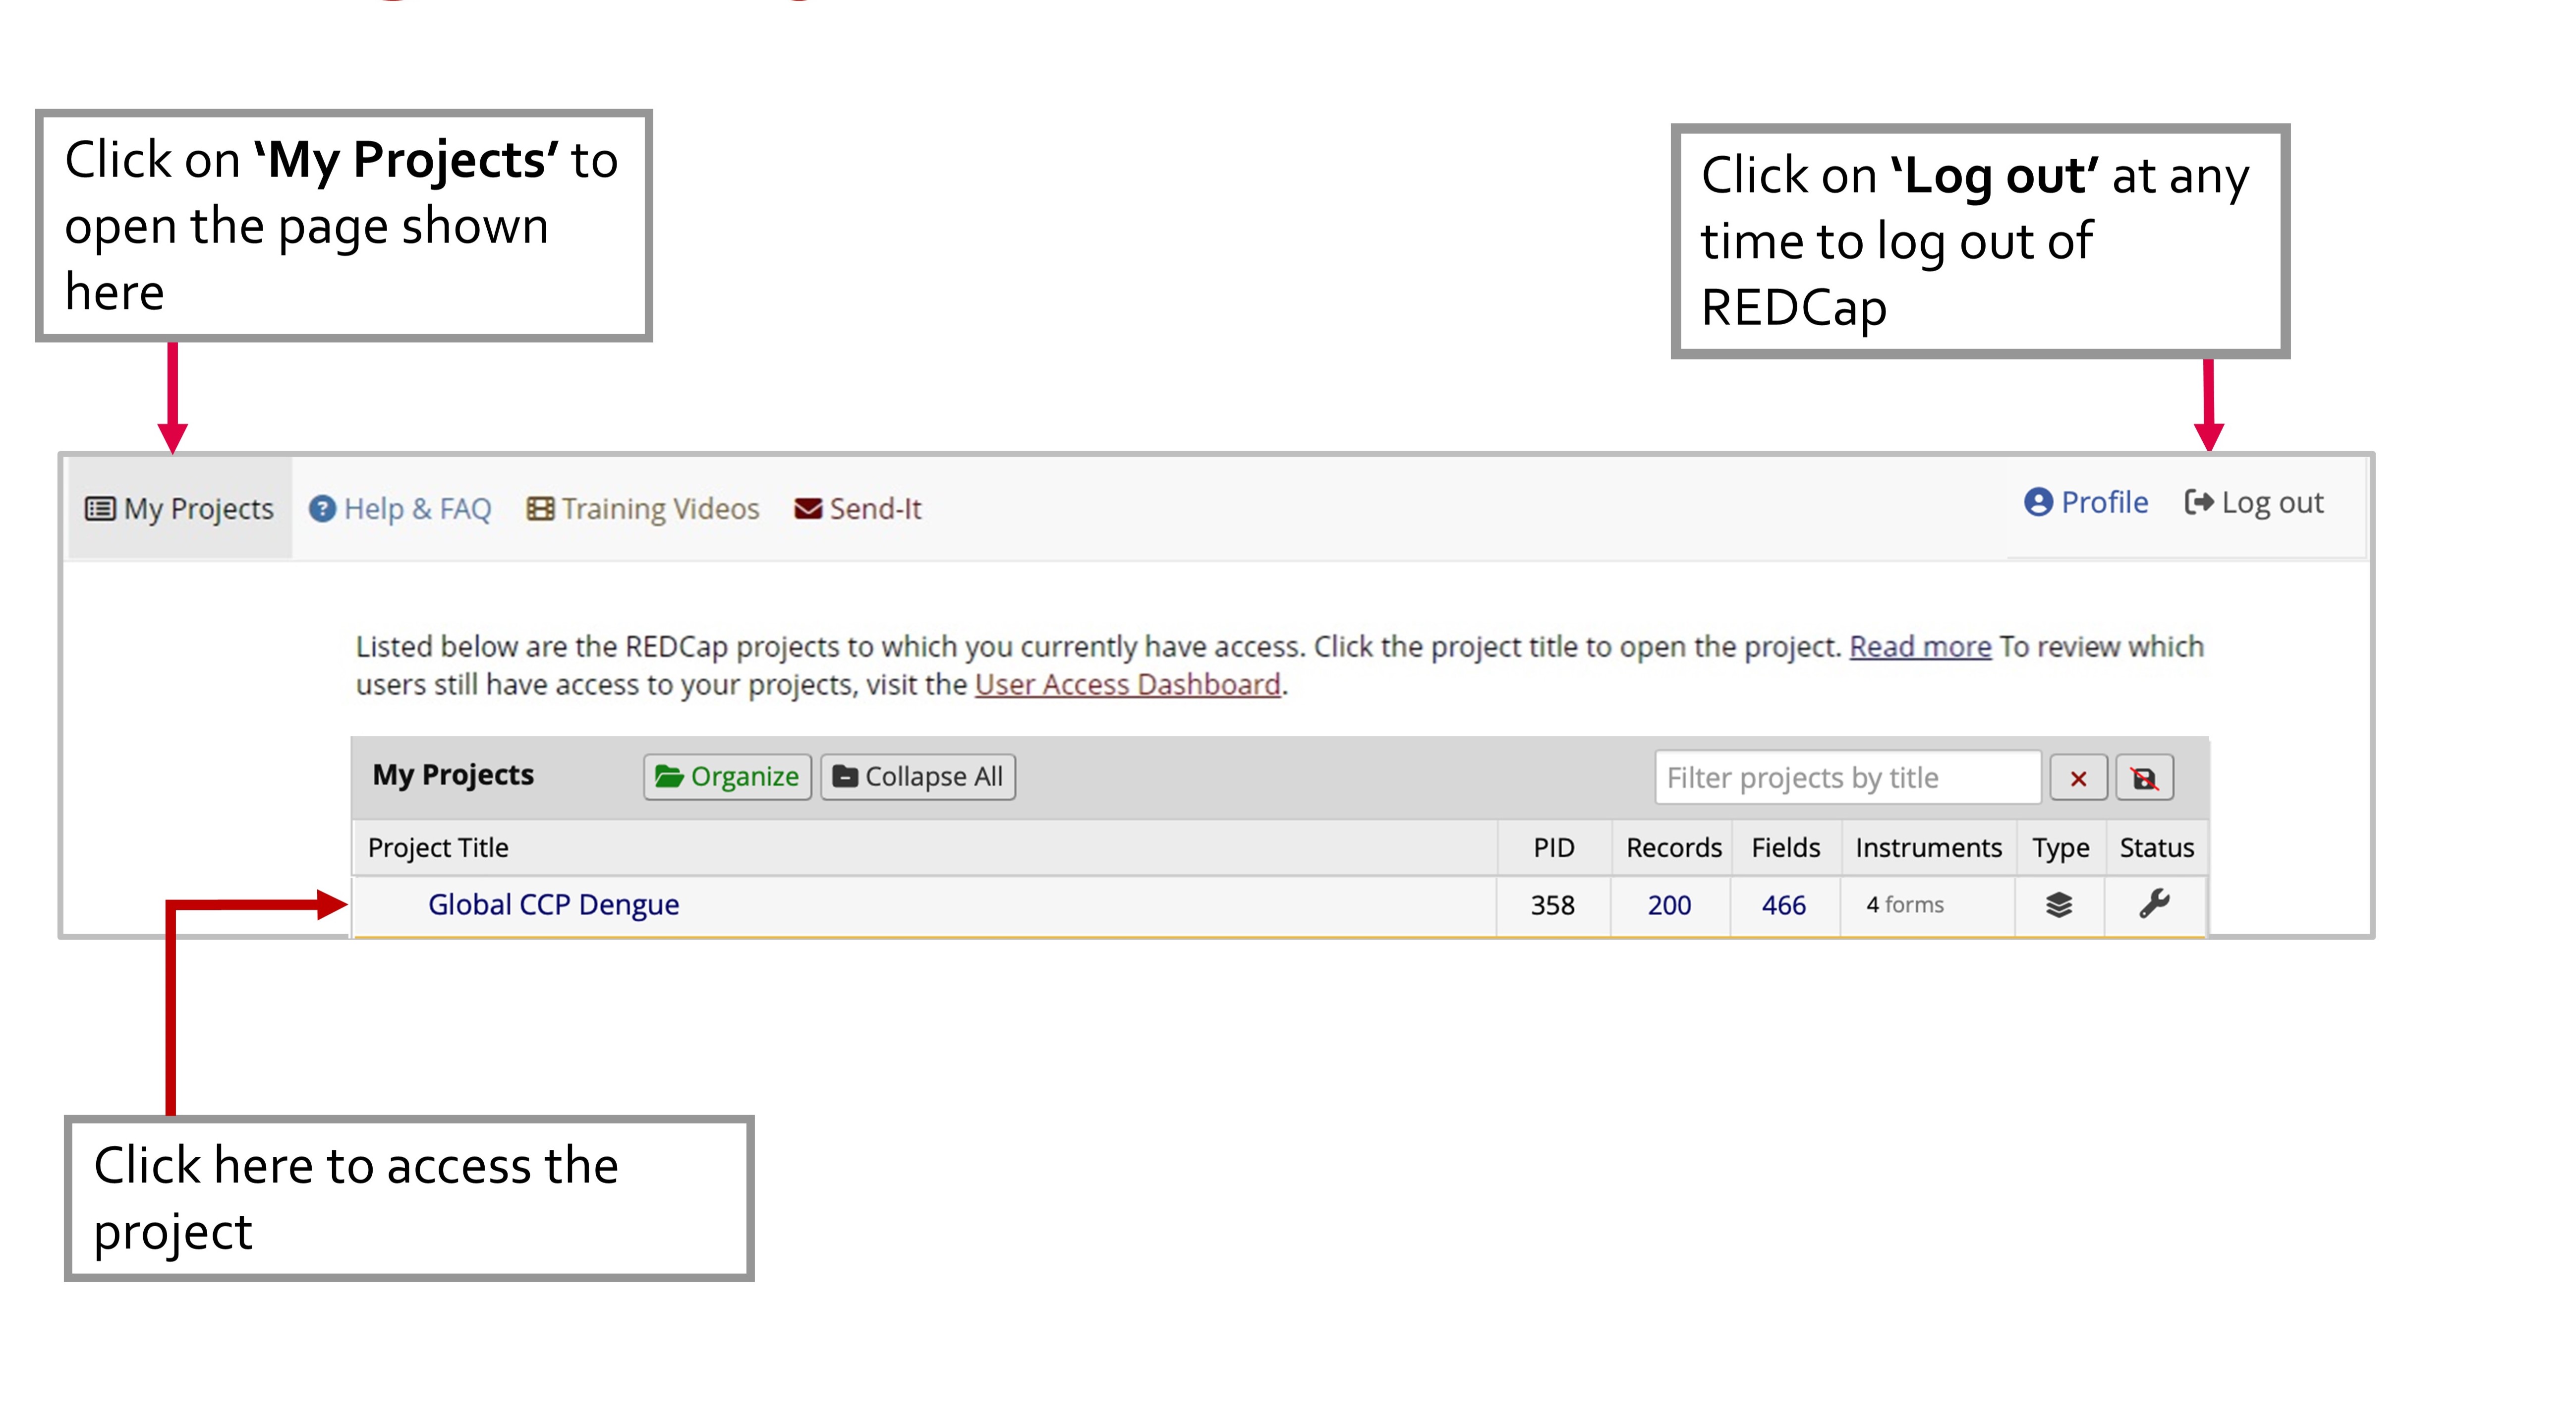 Click on ‘My Projects’ to
open the page shown
here
Click on ‘Log out’ at any
time to log out of
REDCap
My Projects Help & FAQ Training Videos Send-It Profile Log out
Listed below are the REDCap projects to which you currently have access. Click the project title to open the project. Read more To review which
users still have access to your projects, visit the User Access Dashboard.
My Projects Organize Collapse All Filter projects by title
Project Title PID Records Fields Instruments Type Status
Global CCP Dengue 358 200 466 4 forms
Click here to access the
project